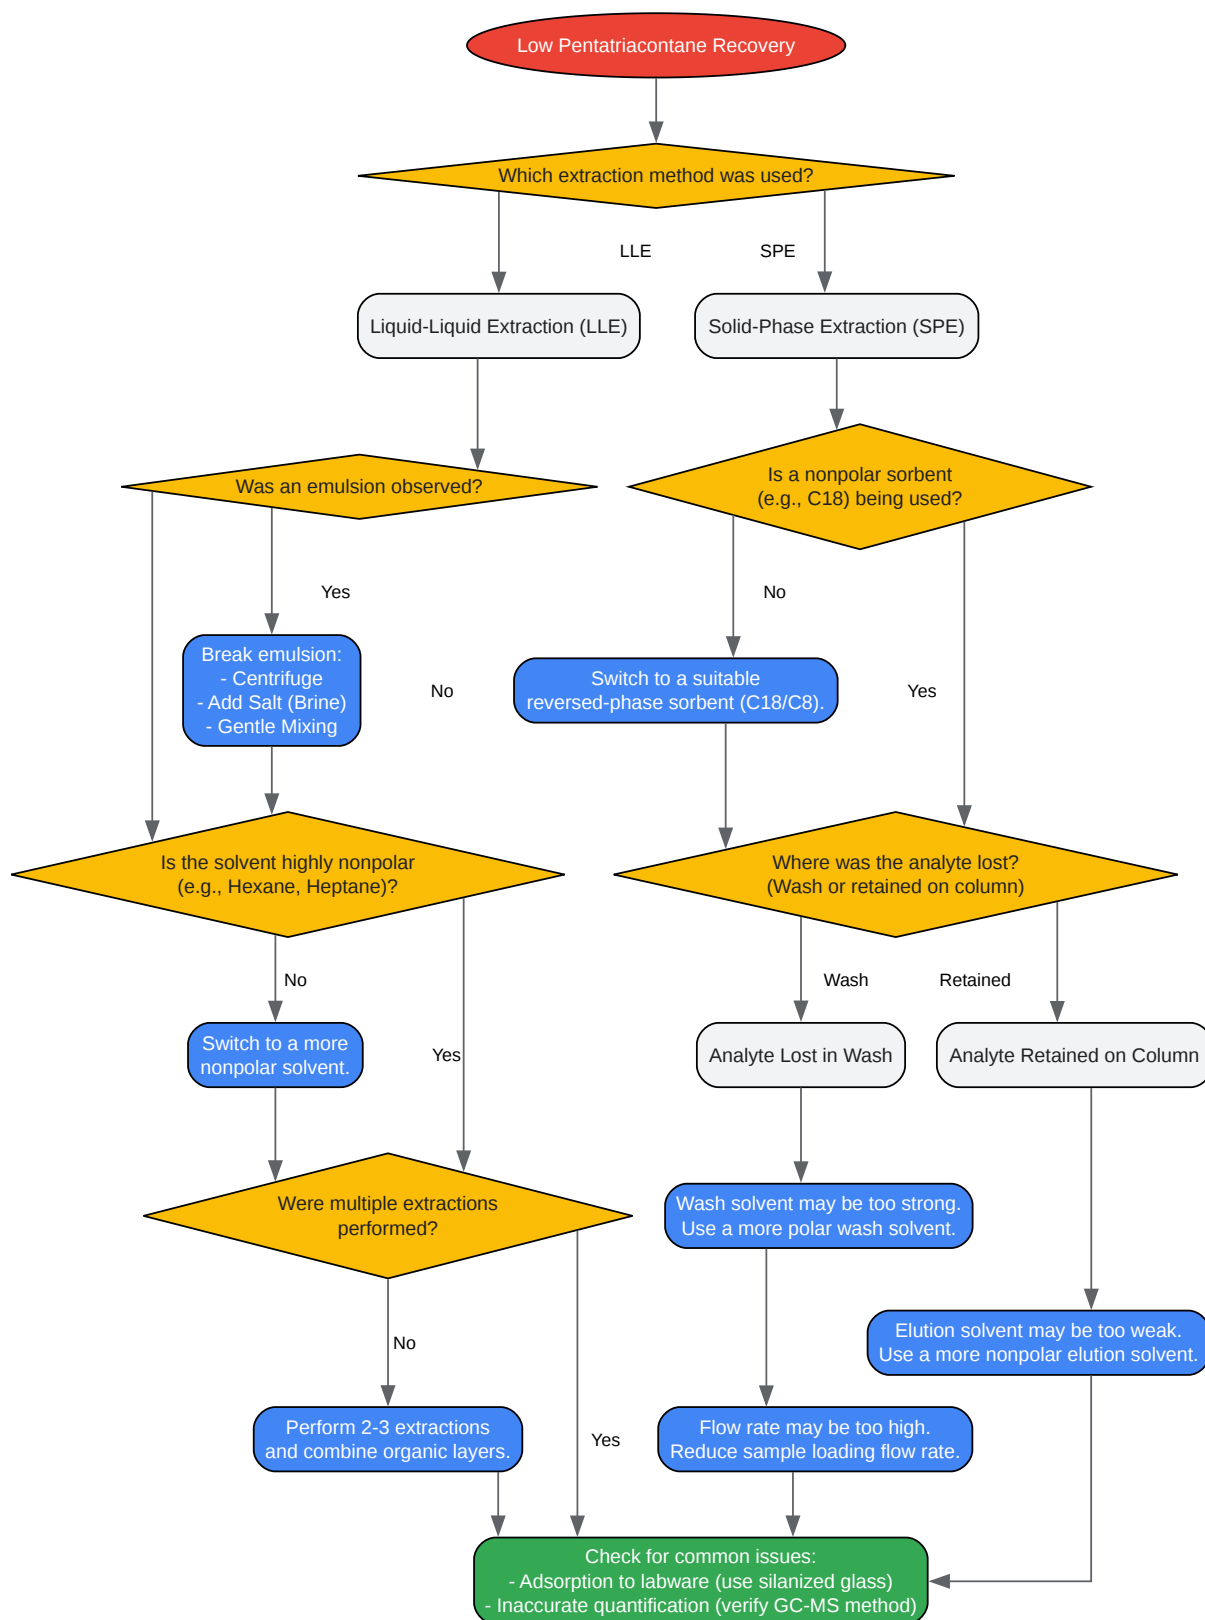 Low Pentatriacontane Recovery
Which extraction method was used?
LLE
SPE
Liquid-Liquid Extraction (LLE)
Solid-Phase Extraction (SPE)
Was an emulsion observed?
Is a nonpolar sorbent
(e.g., C18) being used?
Yes
No
Break emulsion:
- Centrifuge
- Add Salt (Brine)
- Gentle Mixing
No
Switch to a suitable
reversed-phase sorbent (C18/C8).
Yes
Is the solvent highly nonpolar
(e.g., Hexane, Heptane)?
Where was the analyte lost?
(Wash or retained on column)
No
Wash
Retained
Switch to a more
nonpolar solvent.
Yes
Analyte Lost in Wash
Analyte Retained on Column
Were multiple extractions
performed?
Wash solvent may be too strong.
Use a more polar wash solvent.
No
Elution solvent may be too weak.
Use a more nonpolar elution solvent.
Perform 2-3 extractions
and combine organic layers.
Yes
Flow rate may be too high.
Reduce sample loading flow rate.
Check for common issues:
- Adsorption to labware (use silanized glass)
- Inaccurate quantification (verify GC-MS method)